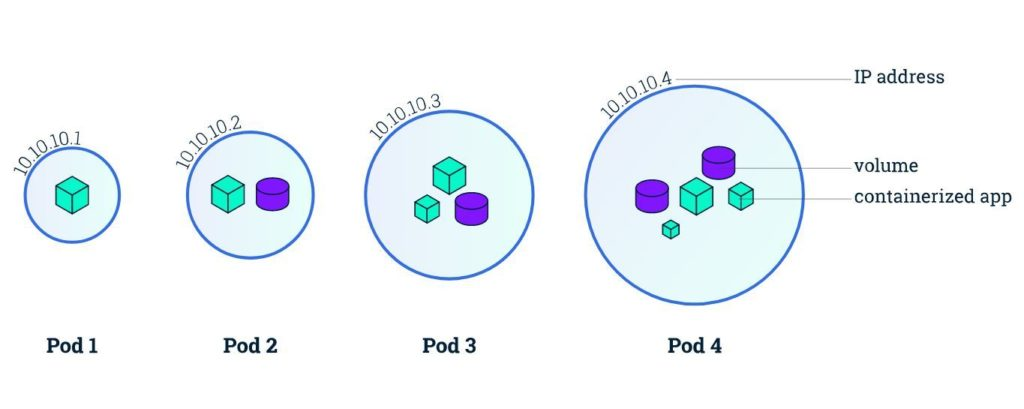 10.10.10.1
10.10.10.2
10.10.10.3
10.10.10.4
IP address
volume
containerized app
Pod 1
Pod 2
Pod 3
Pod 4